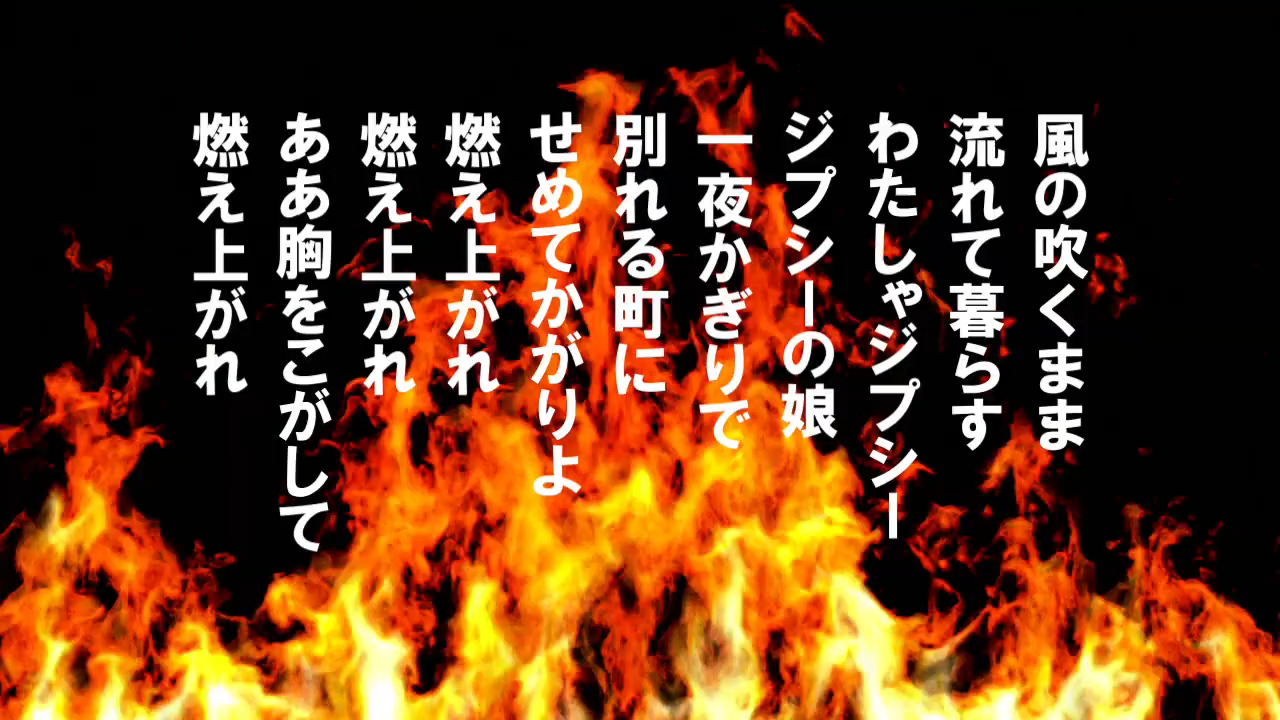 風の吹くまま
流れて暮らす
わたしゃジプシー
ジプシーの娘
一夜かぎりで
別れる町に
せめてかがりよ
燃え上がれ
燃え上がれ
ああ胸をこがして
燃え上がれ